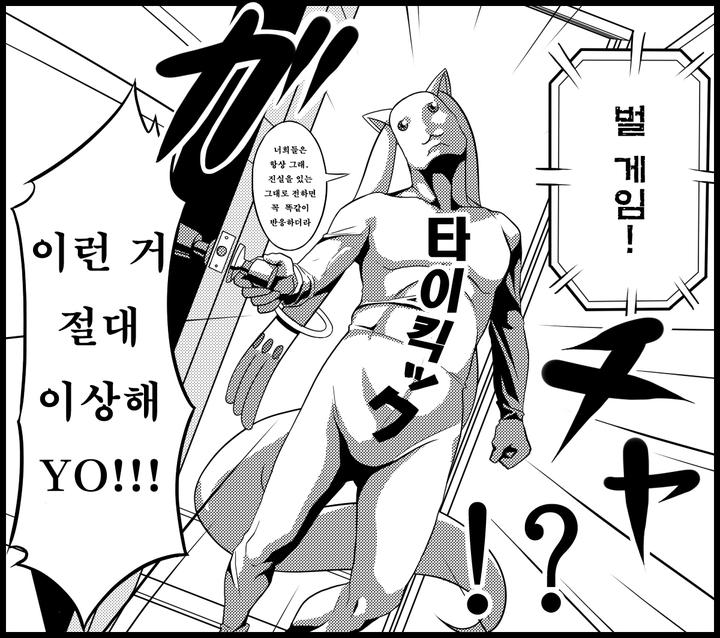 ガ
チャ
벌 게임!
너희들은
항상 그래.
진실을 있는
그대로 전하면
꼭 똑같이
반응하더라
타이킥ック
이런 거
절대
이상해
YO!!!
!?